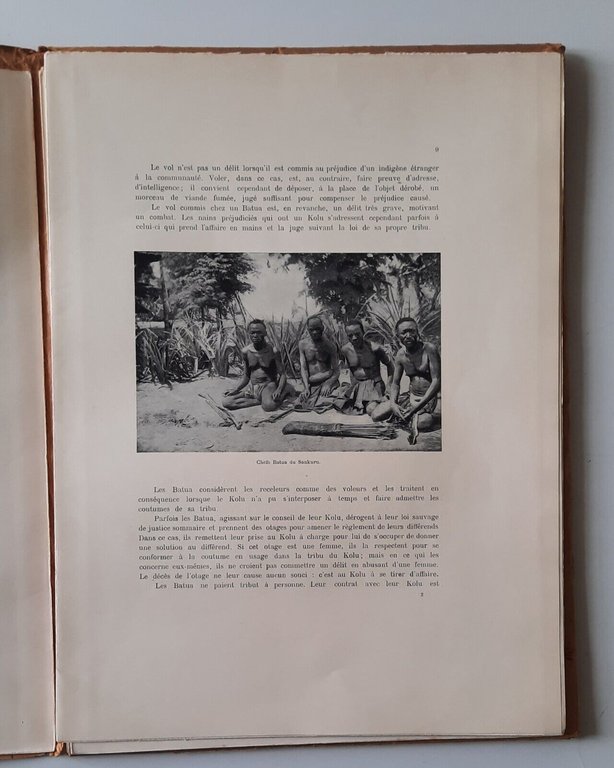 9
Le vol n'est pas un délit lorsqu'il est commis au préjudice d'un indigène étranger
à la communauté. Voler, dans ce cas, est, au contraire, faire preuve d'adresse,
d'intelligence; il convient cependant de déposer, à la place de l'objet dérobé, un
morceau de viande fumée, jugé suffisant pour compenser le préjudice causé.
Le vol commis chez un Batua est, en revanche, un délit très grave, motivant
un combat. Les nains préjudiciés qui ont un Kolu s'adressent cependant parfois à
celui-ci qui prend l'affaire en mains et la juge suivant la loi de sa propre tribu.
Chefs Batua du Sankuru.
Les Batua considèrent les receleurs comme des voleurs et les traitent en
conséquence lorsque le Kolu n'a pu s'interposer à temps et faire admettre les
coutumes de sa tribu.
Parfois les Batua, agissant sur le conseil de leur Kolu, dérogent à leur loi sauvage
de justice sommaire et prennent des otages pour amener le règlement de leurs différends
Dans ce cas, ils remettent leur prise au Kolu à charge pour lui de s'occuper de donner
une solution au différend. Si cet otage est une femme, ils la respectent pour se
conformer à la coutume en usage dans la tribu du Kolu; mais en ce qui les
concerne eux-mêmes, ils ne croient pas commettre un délit en abusant d'une femme.
Le décès de l'otage ne leur cause aucun souci : c'est au Kolu à se tirer d'affaire.
Les Batua ne paient tribut à personne. Leur contrat avec leur Kolu est
2